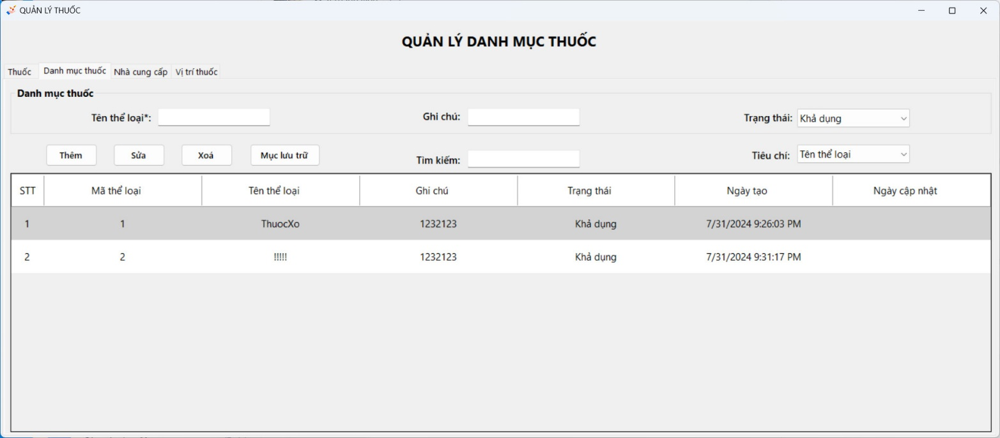 QUẢN LÝ THUỐC
QUẢN LÝ DANH MỤC THUỐC
Thuốc Danh mục thuốc Nhà cung cấp Vị trí thuốc
Danh mục thuốc
Tên thể loại*: Ghi chú: Trạng thái: Khả dụng
Thêm Sửa Xoá Mục lưu trữ Tìm kiếm: Tiêu chí: Tên thể loại
STT Mã thể loại Tên thể loại Ghi chú Trạng thái Ngày tạo Ngày cập nhật
1 1 ThuocXo 1232123 Khả dụng 7/31/2024 9:26:03 PM
2 2 !!!!! 1232123 Khả dụng 7/31/2024 9:31:17 PM